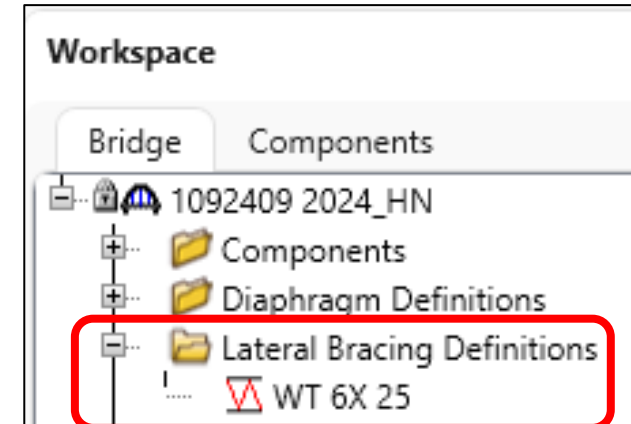 Workspace
Bridge Components
1092409 2024_HN
Components
Diaphragm Definitions
Lateral Bracing Definitions
WT 6X 25